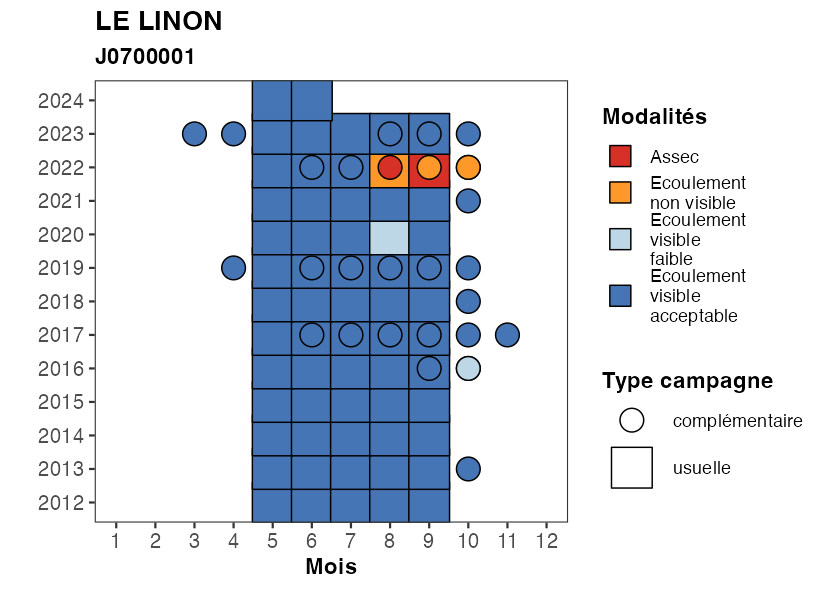 LE LINON
J0700001
2024
2023
2022
2021
2020
2019
2018
2017
2016
2015
2014
2013
2012
1 2 3 4 5 6 7 8 9 10 11 12
Mois
Modalités
Assec
Ecoulement
non visible
Ecoulement
visible
faible
Ecoulement
visible
acceptable
Type campagne
complémentaire
usuelle